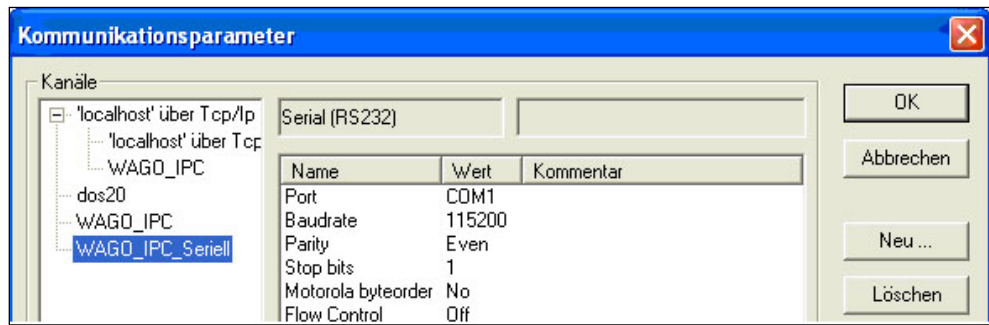 Kommunikationsparameter
Kanäle
'localhost' über Tcp/Ip
'localhost' über Tcp
WAGO_IPC
dos20
WAGO_IPC
WAGO_IPC_Seriell
Serial (RS232)
Name Wert Kommentar
Port COM1
Baudrate 115200
Parity Even
Stop bits 1
Motorola byteorder No
Flow Control Off
OK
Abbrechen
Neu ...
Löschen